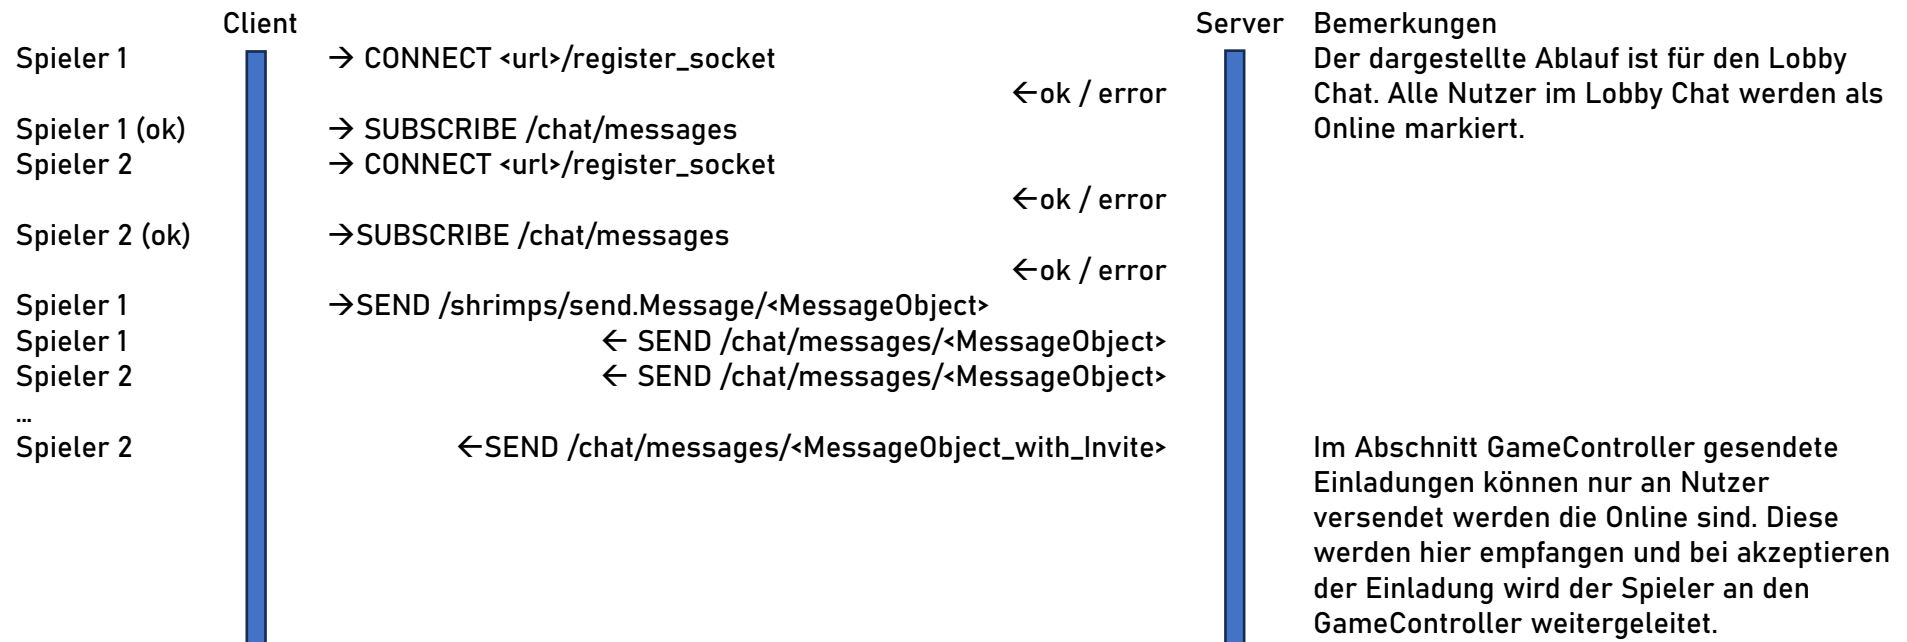 Client Server Bemerkungen
Spieler 1 → CONNECT <url>/register_socket Der dargestellte Ablauf ist für den Lobby
←ok / error Chat. Alle Nutzer im Lobby Chat werden als
Spieler 1 (ok) → SUBSCRIBE /chat/messages Online markiert.
Spieler 2 → CONNECT <url>/register_socket
←ok / error
Spieler 2 (ok) →SUBSCRIBE /chat/messages
←ok / error
Spieler 1 →SEND /shrimps/send.Message/<MessageObject>
Spieler 1 ← SEND /chat/messages/<MessageObject>
Spieler 2 ← SEND /chat/messages/<MessageObject>
…
Spieler 2 ←SEND /chat/messages/<MessageObject_with_Invite> Im Abschnitt GameController gesendete
Einladungen können nur an Nutzer
versendet werden die Online sind. Diese
werden hier empfangen und bei akzeptieren
der Einladung wird der Spieler an den
GameController weitergeleitet.